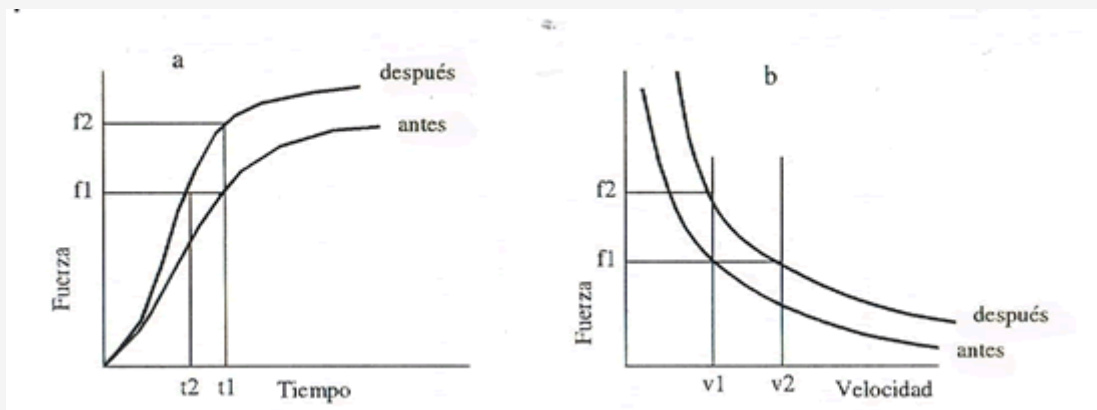 a
después
f2
antes
f1
Fuerza
t2 t1 Tiempo
b
f2
f1
Fuerza
después
antes
v1 v2 Velocidad